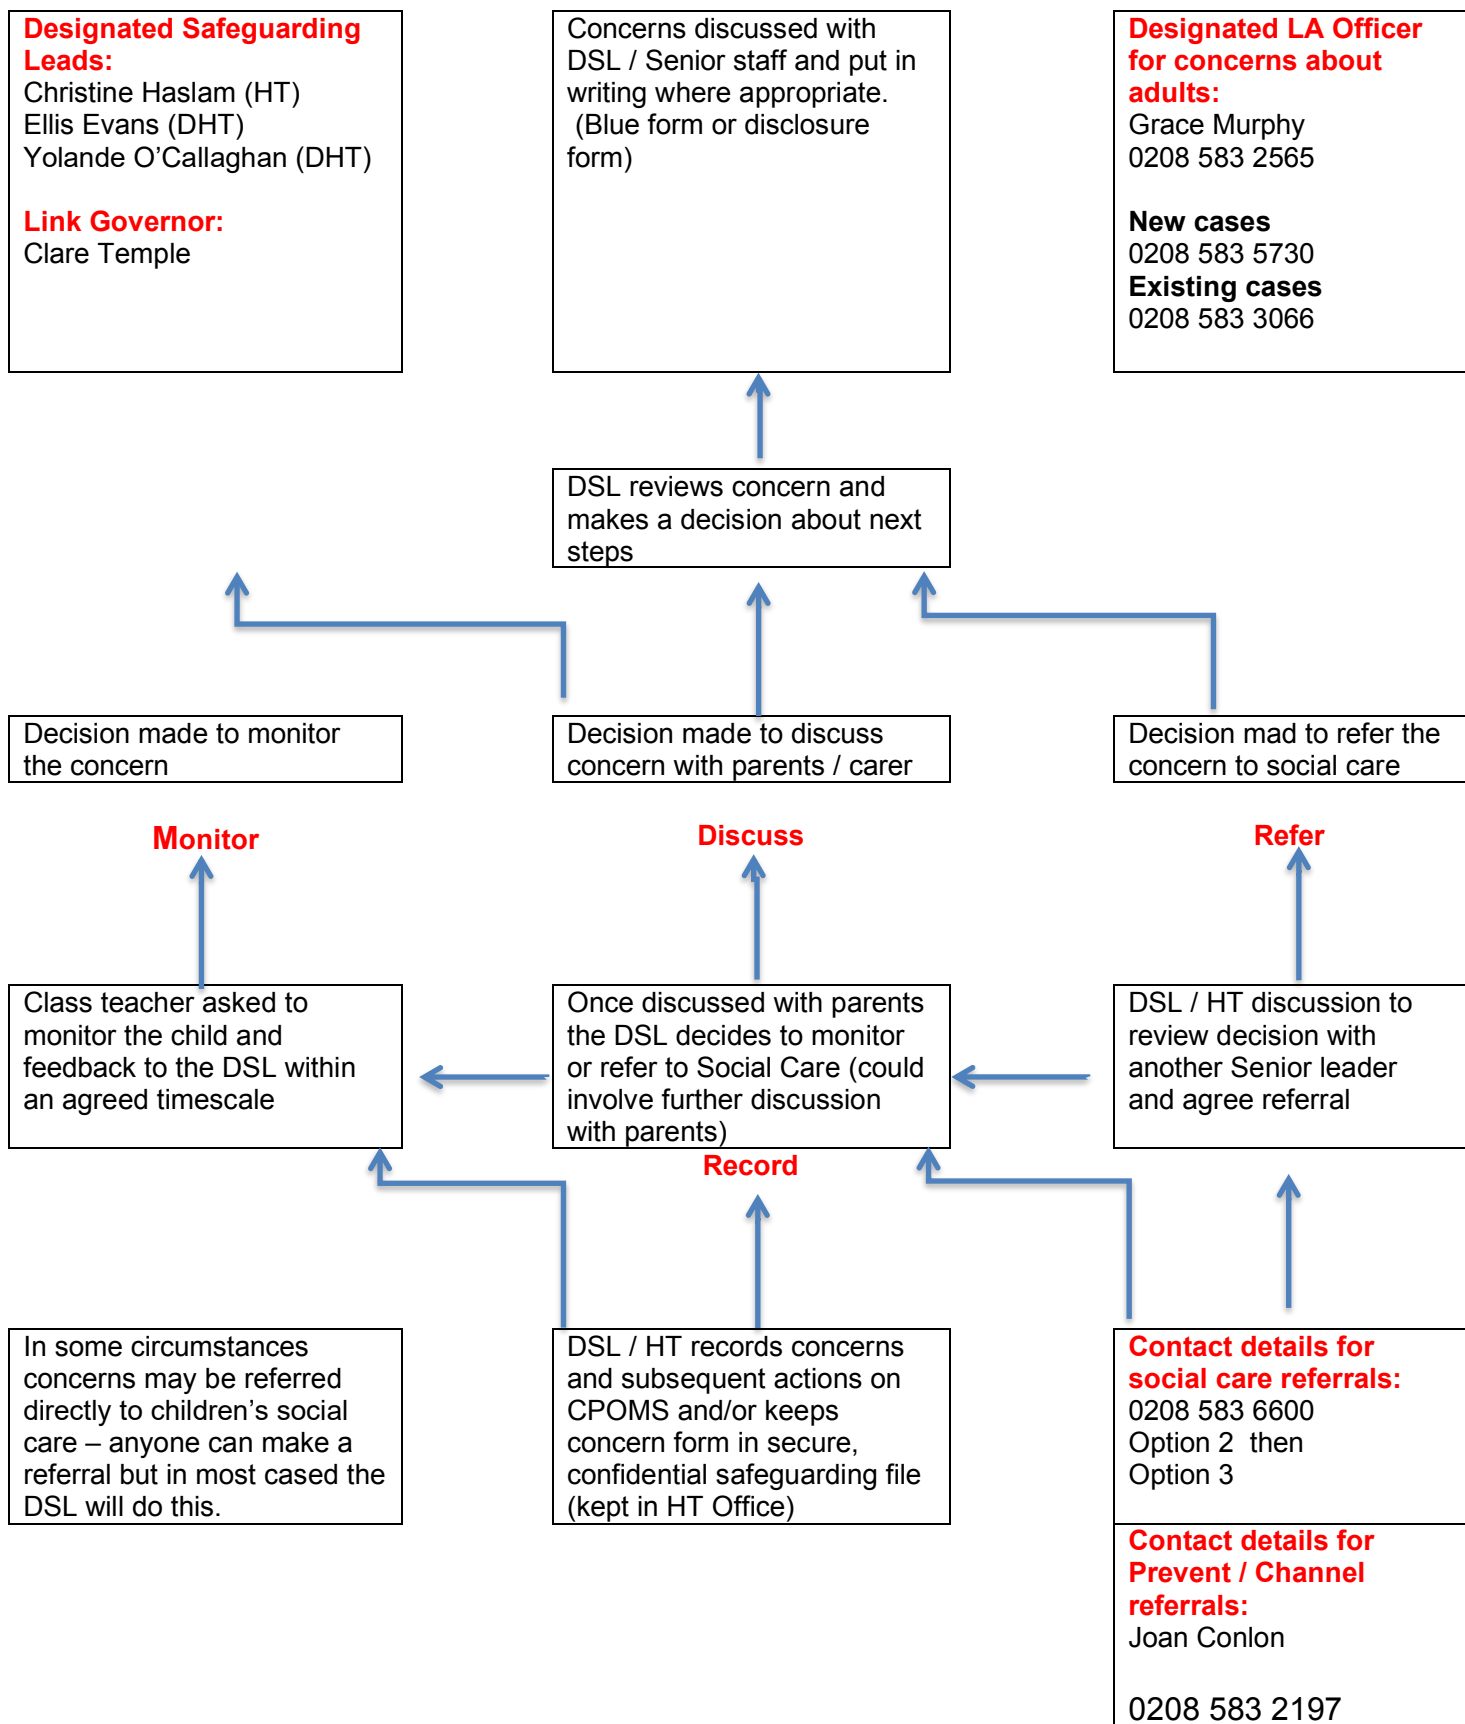 Designated Safeguarding
Leads:
Christine Haslam (HT)
Ellis Evans (DHT)
Yolande O’Callaghan (DHT)
Link Governor:
Clare Temple
Concerns discussed with
DSL / Senior staff and put in
writing where appropriate.
(Blue form or disclosure
form)
Designated LA Officer
for concerns about
adults:
Grace Murphy
0208 583 2565
New cases
0208 583 5730
Existing cases
0208 583 3066
DSL reviews concern and
makes a decision about next
steps
Decision made to monitor
the concern
Decision made to discuss
concern with parents / carer
Decision mad to refer the
concern to social care
Monitor
Discuss
Refer
Class teacher asked to
monitor the child and
feedback to the DSL within
an agreed timescale
Once discussed with parents
the DSL decides to monitor
or refer to Social Care (could
involve further discussion
with parents)
DSL / HT discussion to
review decision with
another Senior leader
and agree referral
Record
In some circumstances
concerns may be referred
directly to children’s social
care – anyone can make a
referral but in most cased the
DSL will do this.
DSL / HT records concerns
and subsequent actions on
CPOMS and/or keeps
concern form in secure,
confidential safeguarding file
(kept in HT Office)
Contact details for
social care referrals:
0208 583 6600
Option 2  then
Option 3
Contact details for
Prevent / Channel
referrals:
Joan Conlon
0208 583 2197